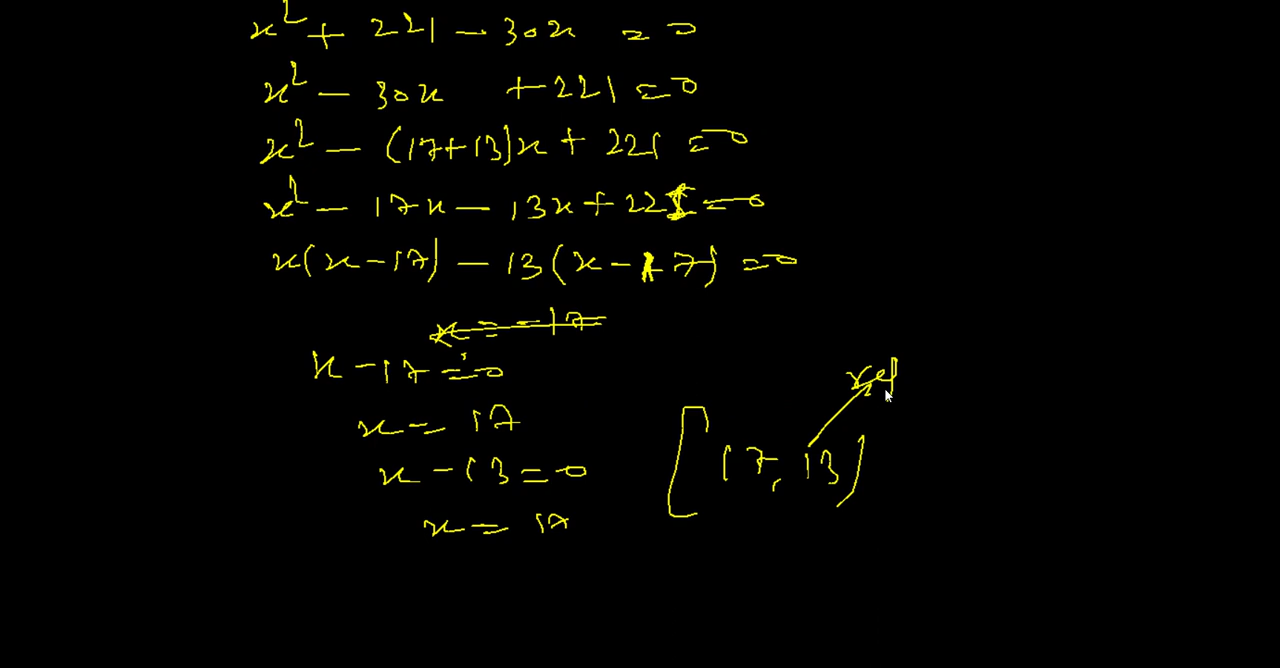 x² + 221 - 30x = 0
x² - 30x + 221 = 0
x² - (17+13)x + 221 = 0
x² - 17x - 13x + 221 = 0
x(x-17) - 13(x-17) = 0
x = -17
x - 17 = 0
x = 17
x - 13 = 0
x = 17
[17, 13)